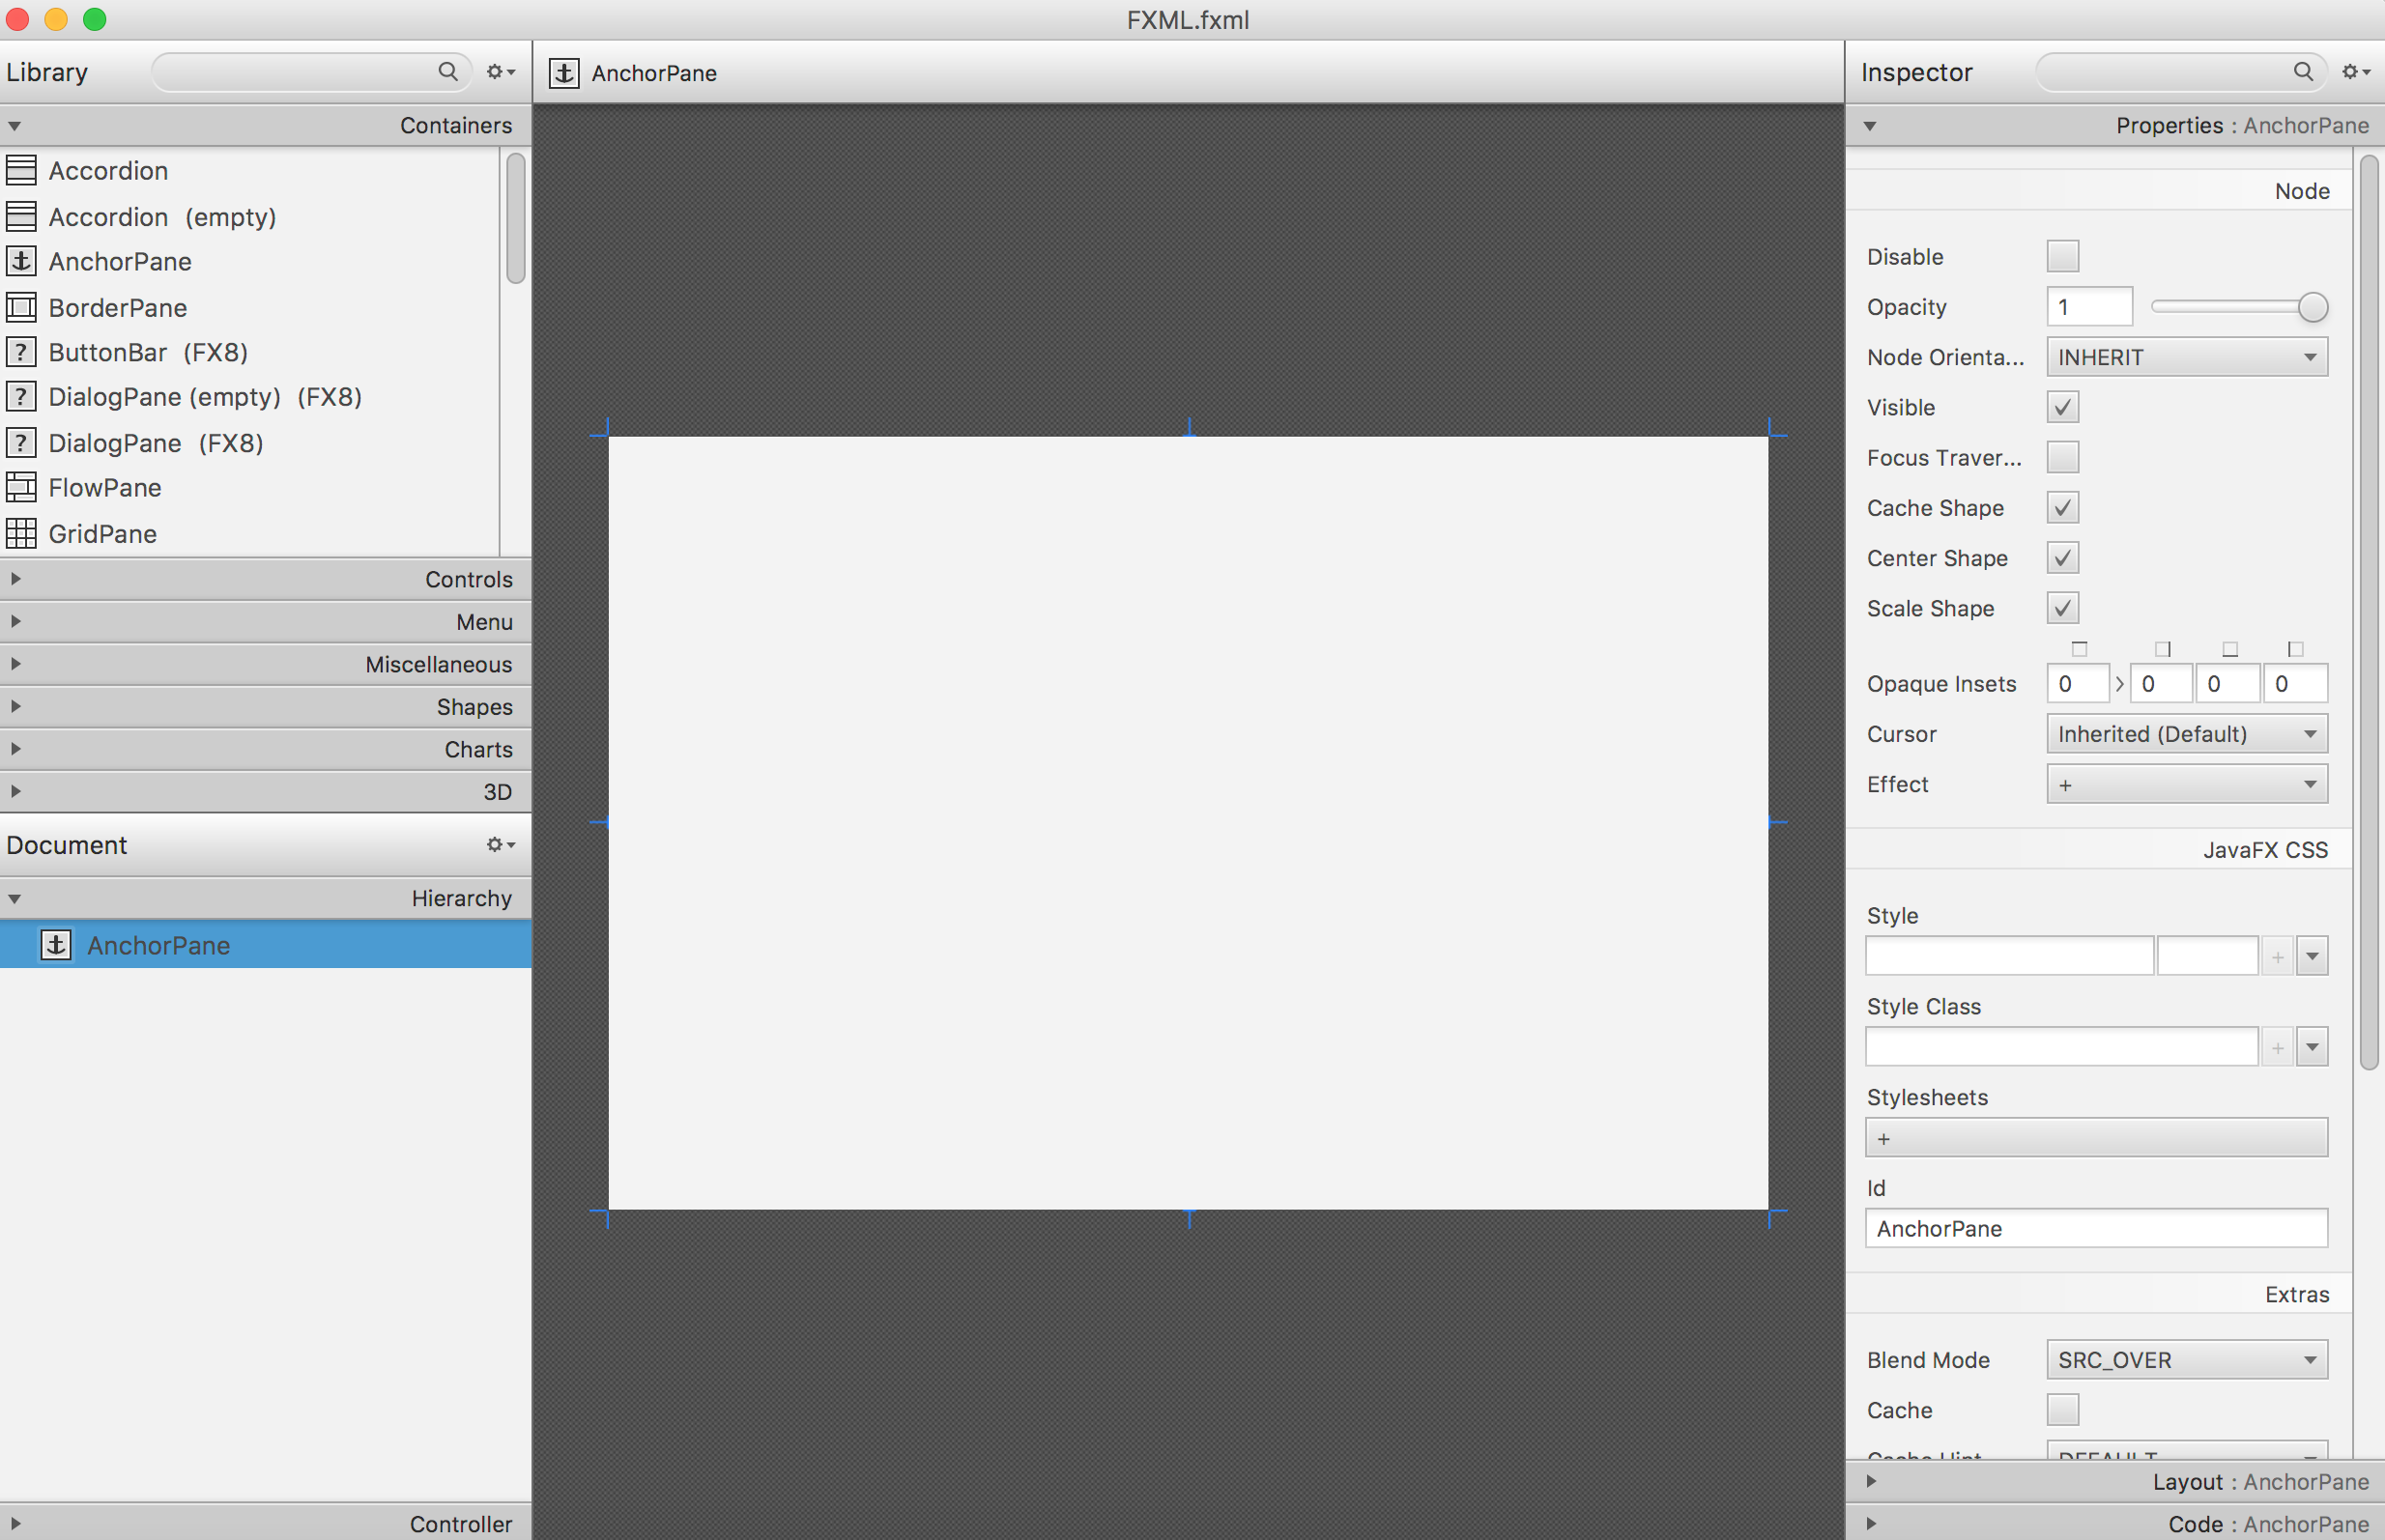 FXML.fxml
Library
Containers
Accordion
Accordion (empty)
AnchorPane
BorderPane
ButtonBar (FX8)
DialogPane (empty) (FX8)
DialogPane (FX8)
FlowPane
GridPane
Controls
Menu
Miscellaneous
Shapes
Charts
3D
Document
Hierarchy
AnchorPane
Controller
AnchorPane
Inspector
Properties : AnchorPane
Node
Disable
Opacity 1
Node Orienta... INHERIT
Visible
Focus Traver...
Cache Shape
Center Shape
Scale Shape
Opaque Insets 0 > 0 0 0
Cursor Inherited (Default)
Effect +
JavaFX CSS
Style
+
Style Class
+
Stylesheets
+
Id
AnchorPane
Extras
Blend Mode SRC_OVER
Cache
Cache Hint DEFAULT
Layout : AnchorPane
Code : AnchorPane